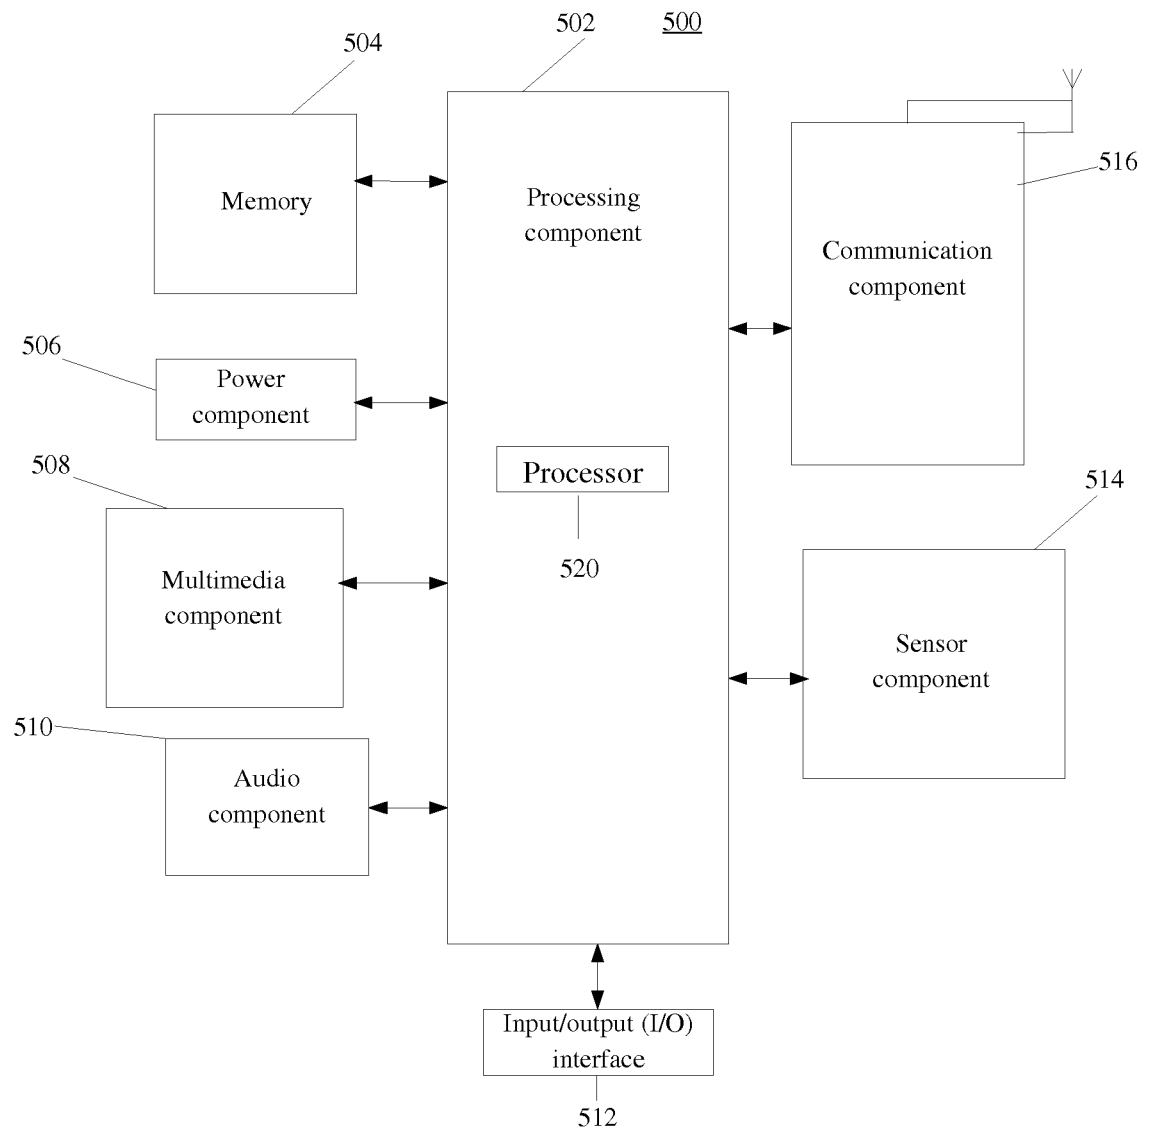 500
502
504
Memory
Processing
component
516
Communication
component
506
Power
component
508
Processor
520
514
Multimedia
component
Sensor
component
510
Audio
component
Input/output (I/O)
interface
512